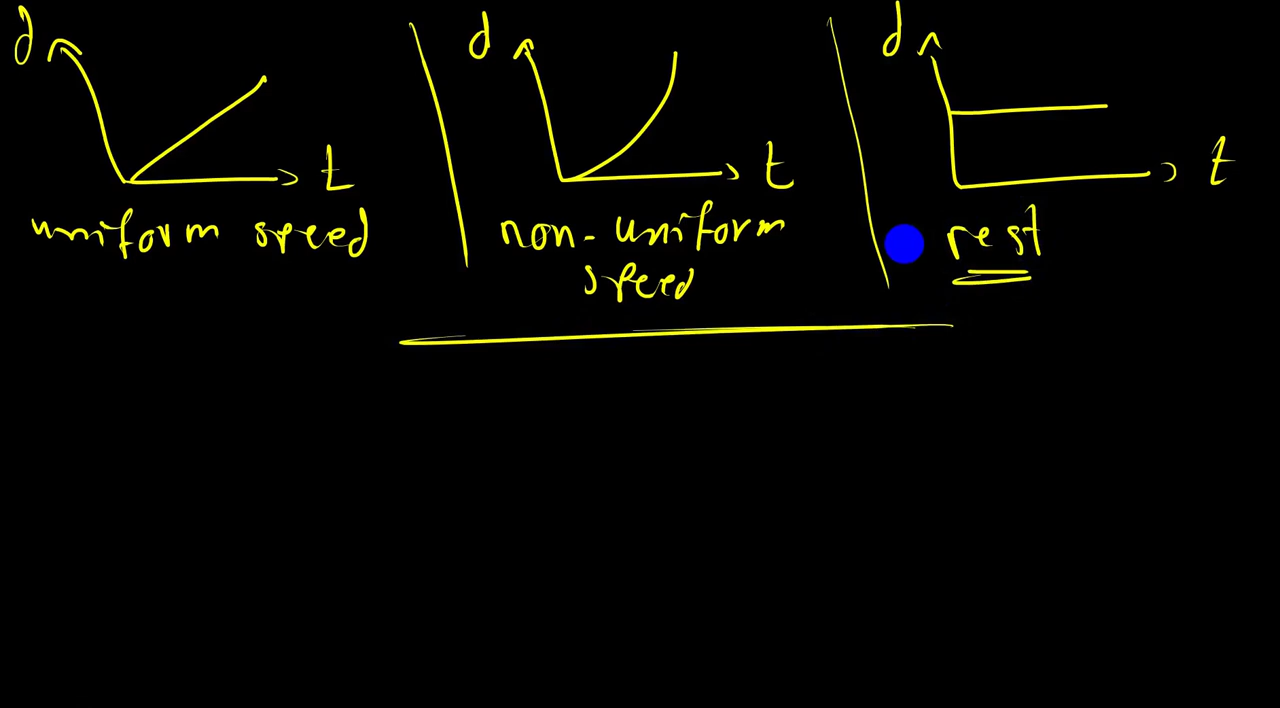 d
t
uniform speed
d
t
non-uniform
speed
d
t
rest